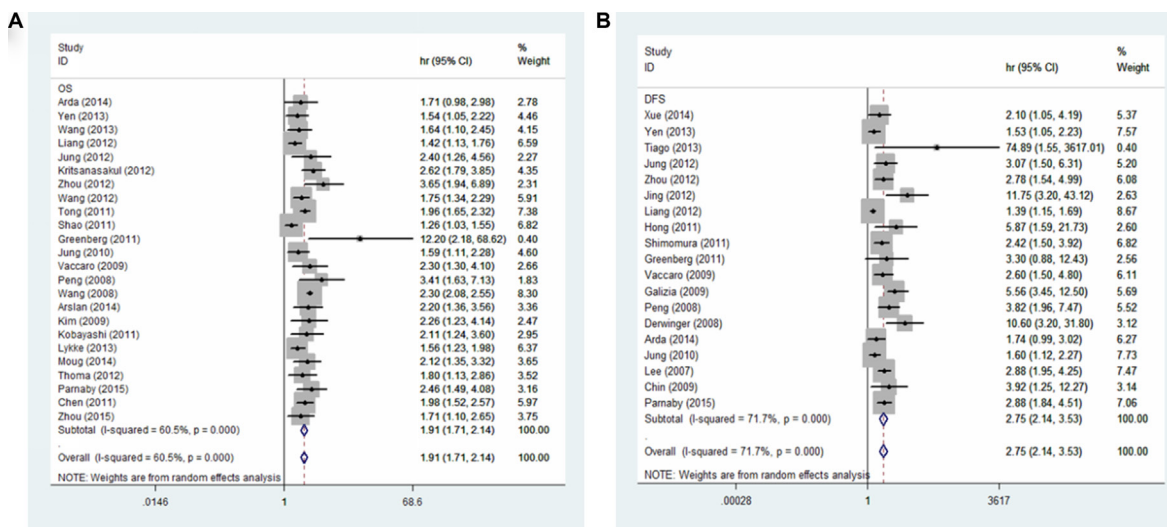 A
Study
%
ID hr (95% CI) Weight
OS
Arda (2014) 1.71 (0.98, 2.98) 2.78
Yen (2013) 1.54 (1.05, 2.22) 4.46
Wang (2013) 1.64 (1.10, 2.45) 4.15
Liang (2012) 1.42 (1.13, 1.76) 6.59
Jung (2012) 2.40 (1.26, 4.56) 2.27
Kritsanasakul (2012) 2.62 (1.79, 3.85) 4.35
Zhou (2012) 3.65 (1.94, 6.89) 2.31
Wang (2012) 1.75 (1.34, 2.29) 5.91
Tong (2011) 1.96 (1.65, 2.32) 7.38
Shao (2011) 1.26 (1.03, 1.55) 6.82
Greenberg (2011) 12.20 (2.18, 68.62) 0.40
Jung (2010) 1.59 (1.11, 2.28) 4.60
Vaccaro (2009) 2.30 (1.30, 4.10) 2.66
Peng (2008) 3.41 (1.63, 7.13) 1.83
Wang (2008) 2.30 (2.08, 2.55) 8.30
Arslan (2014) 2.20 (1.36, 3.56) 3.36
Kim (2009) 2.26 (1.23, 4.14) 2.47
Kobayashi (2011) 2.11 (1.24, 3.60) 2.95
Lykke (2013) 1.56 (1.23, 1.98) 6.37
Moug (2014) 2.12 (1.35, 3.32) 3.65
Thoma (2012) 1.80 (1.13, 2.86) 3.52
Parnaby (2015) 2.46 (1.49, 4.08) 3.16
Chen (2011) 1.98 (1.52, 2.57) 5.97
Zhou (2015) 1.71 (1.10, 2.65) 3.75
Subtotal (I-squared = 60.5%, p = 0.000) 1.91 (1.71, 2.14) 100.00
.
Overall (I-squared = 60.5%, p = 0.000) 1.91 (1.71, 2.14) 100.00
NOTE: Weights are from random effects analysis
.0146 1 68.6
B
Study
%
ID hr (95% CI) Weight
DFS
Xue (2014) 2.10 (1.05, 4.19) 5.37
Yen (2013) 1.53 (1.05, 2.23) 7.57
Tiago (2013) 74.89 (1.55, 3617.01) 0.40
Jung (2012) 3.07 (1.50, 6.31) 5.20
Zhou (2012) 2.78 (1.54, 4.99) 6.08
Jing (2012) 11.75 (3.20, 43.12) 2.63
Liang (2012) 1.39 (1.15, 1.69) 8.67
Hong (2011) 5.87 (1.59, 21.73) 2.60
Shimomura (2011) 2.42 (1.50, 3.92) 6.82
Greenberg (2011) 3.30 (0.88, 12.43) 2.56
Vaccaro (2009) 2.60 (1.50, 4.80) 6.11
Galizia (2009) 5.56 (3.45, 12.50) 5.69
Peng (2008) 3.82 (1.96, 7.47) 5.52
Derwinger (2008) 10.60 (3.20, 31.80) 3.12
Arda (2014) 1.74 (0.99, 3.02) 6.27
Jung (2010) 1.60 (1.12, 2.27) 7.73
Lee (2007) 2.88 (1.95, 4.25) 7.47
Chin (2009) 3.92 (1.25, 12.27) 3.14
Parnaby (2015) 2.88 (1.84, 4.51) 7.06
Subtotal (I-squared = 71.7%, p = 0.000) 2.75 (2.14, 3.53) 100.00
.
Overall (I-squared = 71.7%, p = 0.000) 2.75 (2.14, 3.53) 100.00
NOTE: Weights are from random effects analysis
.00028 1 3617